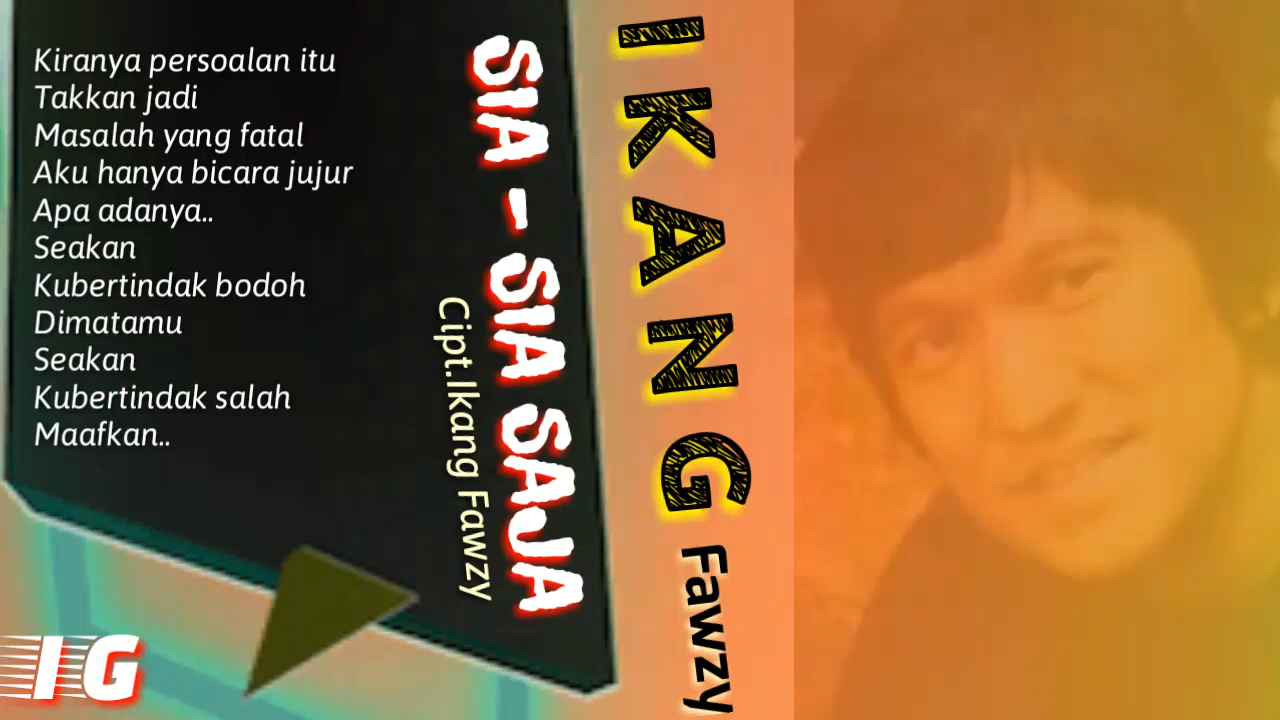 Kiranya persoalan itu
Takkan jadi
Masalah yang fatal
Aku hanya bicara jujur
Apa adanya..
Seakan
Kubertindak bodoh
Dimatamu
Seakan
Kubertindak salah
Maafkan..
SIA - SIA SAJA
Cipt.Ikang Fawzy
IKANG Fawzy
IG